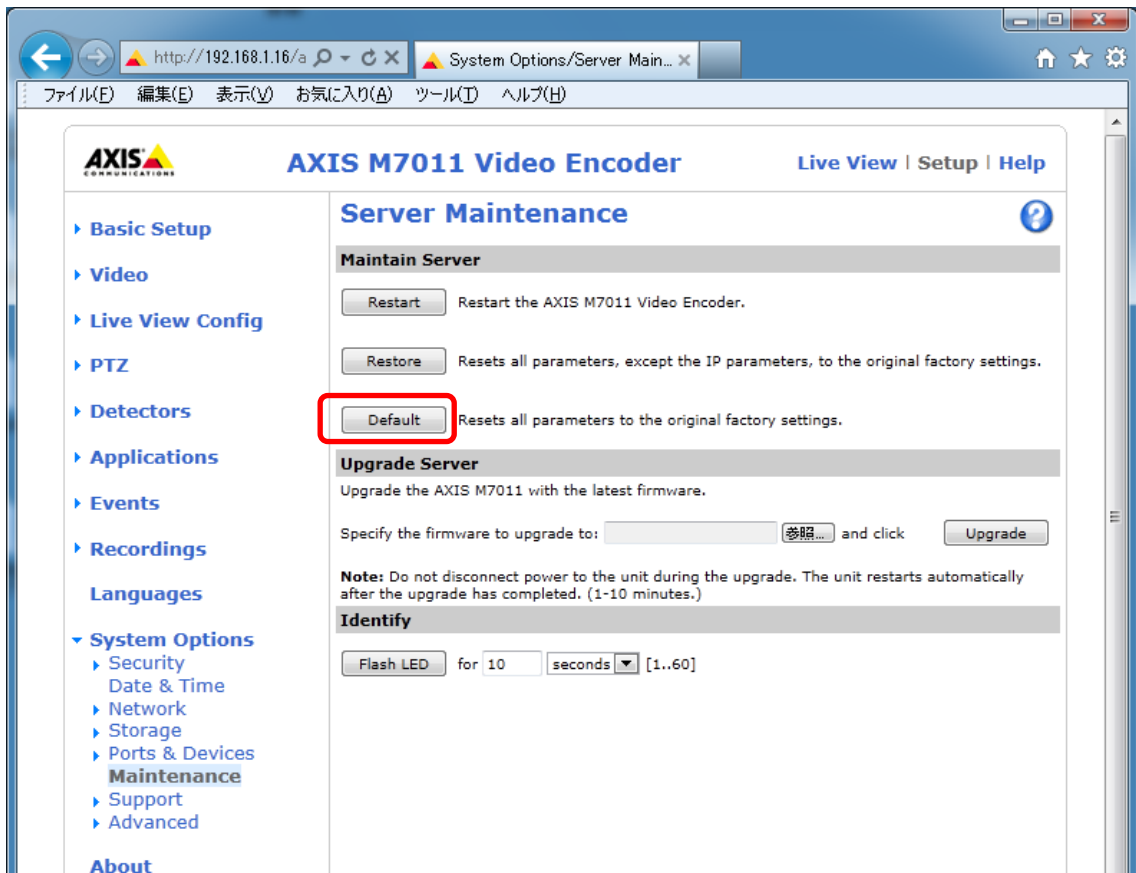 http://192.168.1.16/a
System Options/Server Main...
ファイル(F) 編集(E) 表示(V) お気に入り(A) ツール(T) ヘルプ(H)
AXIS
COMMUNICATIONS
AXIS M7011 Video Encoder
Live View | Setup | Help
Basic Setup
Video
Live View Config
PTZ
Detectors
Applications
Events
Recordings
Languages
System Options
Security
Date & Time
Network
Storage
Ports & Devices
Maintenance
Support
Advanced
About
Server Maintenance
Maintain Server
Restart Restart the AXIS M7011 Video Encoder.
Restore Resets all parameters, except the IP parameters, to the original factory settings.
Default Resets all parameters to the original factory settings.
Upgrade Server
Upgrade the AXIS M7011 with the latest firmware.
Specify the firmware to upgrade to: 参照... and click Upgrade
Note: Do not disconnect power to the unit during the upgrade. The unit restarts automatically
after the upgrade has completed. (1-10 minutes.)
Identify
Flash LED for 10 seconds [1..60]